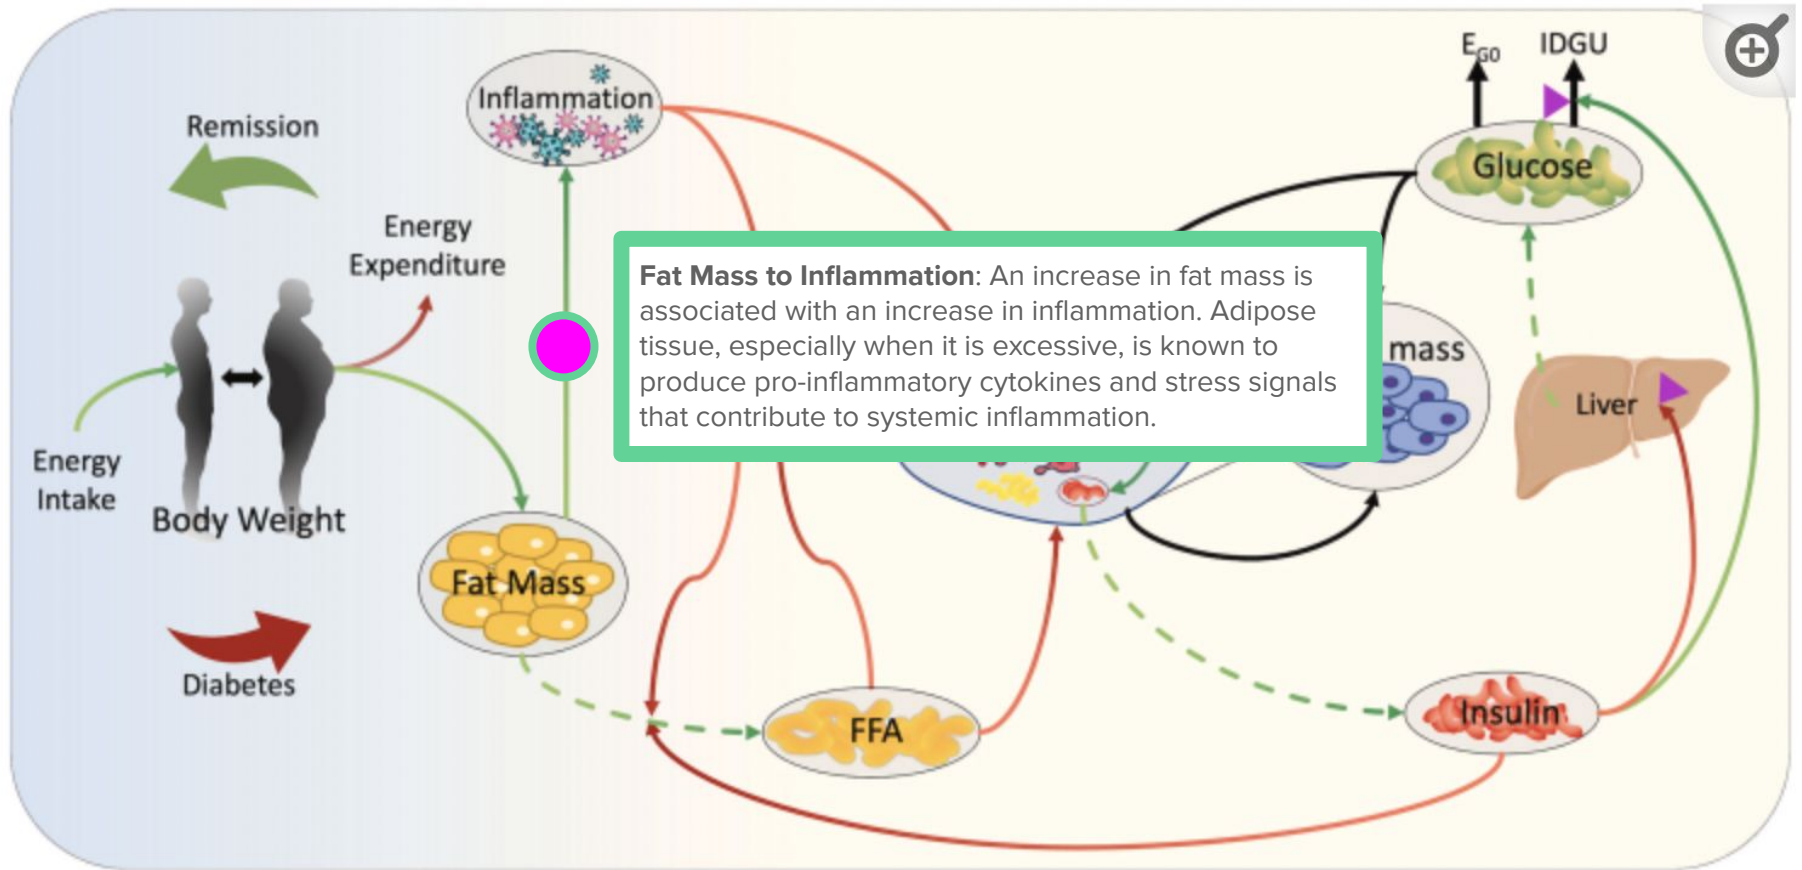 E_G0 IDGU
Inflammation
Remission
Glucose
Energy
Expenditure
Fat Mass to Inflammation: An increase in fat mass is
associated with an increase in inflammation. Adipose
tissue, especially when it is excessive, is known to
produce pro-inflammatory cytokines and stress signals
that contribute to systemic inflammation.
mass
Liver
Energy
Intake
Body Weight
Fat Mass
Diabetes
FFA
Insulin